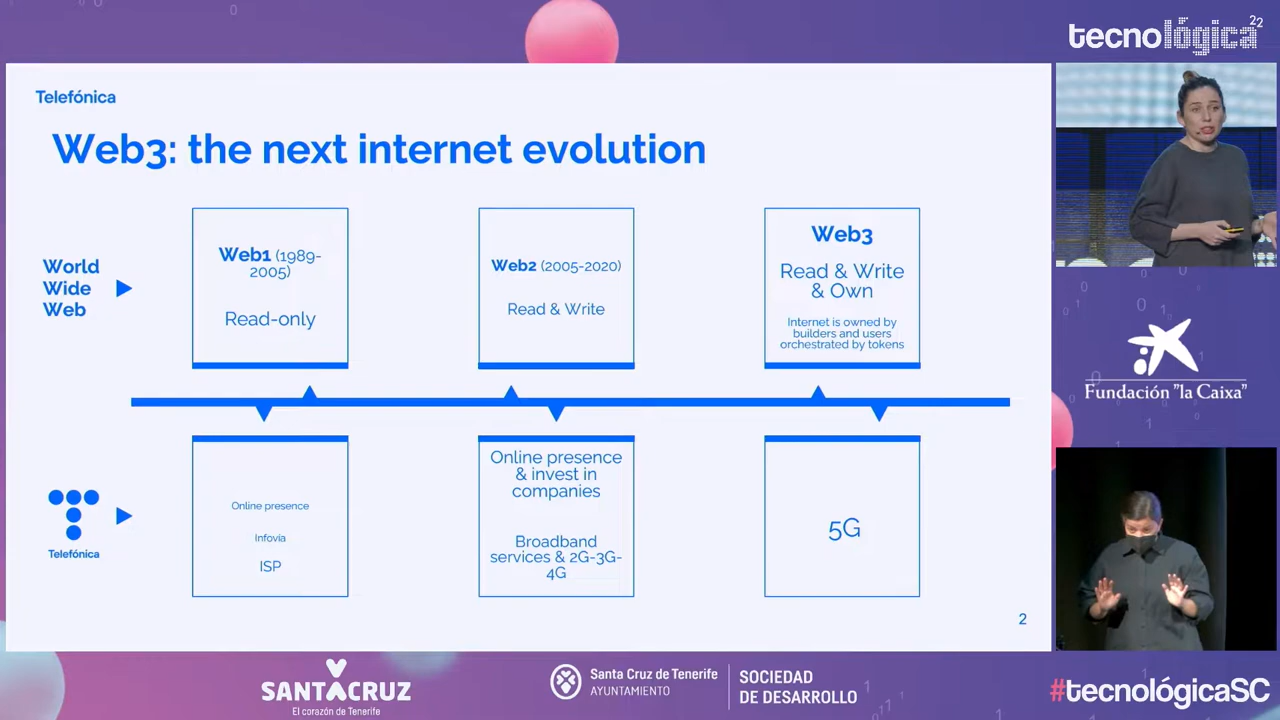 tecnológica22
Telefónica
Web3: the next internet evolution
World
Wide
Web
Web1 (1989-
2005)
Read-only
Web2 (2005-2020)
Read & Write
Web3
Read & Write
& Own
Internet is owned by
builders and users
orchestrated by tokens
Telefónica
Online presence
Infovía
ISP
Online presence
& invest in
companies
Broadband
services & 2G-3G-
4G
5G
2
Fundación "la Caixa"
SANTACRUZ
El corazón de Tenerife
Santa Cruz de Tenerife
AYUNTAMIENTO
SOCIEDAD
DE DESARROLLO
#tecnológicaSC